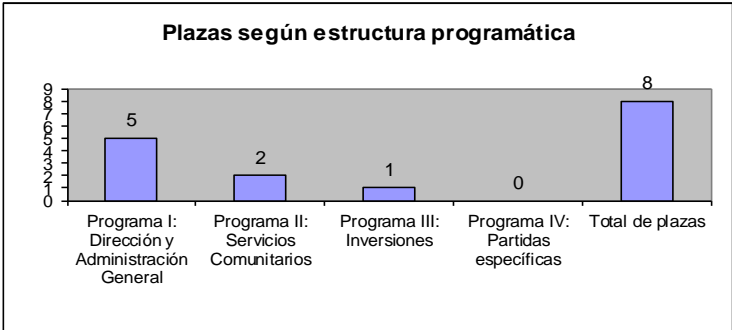 Plazas según estructura programática
9
8
7
6
5
4
3
2
1
0
5
2
1
0
8
Programa I:
Dirección y
Administración
General
Programa II:
Servicios
Comunitarios
Programa III:
Inversiones
Programa IV:
Partidas
específicas
Total de plazas